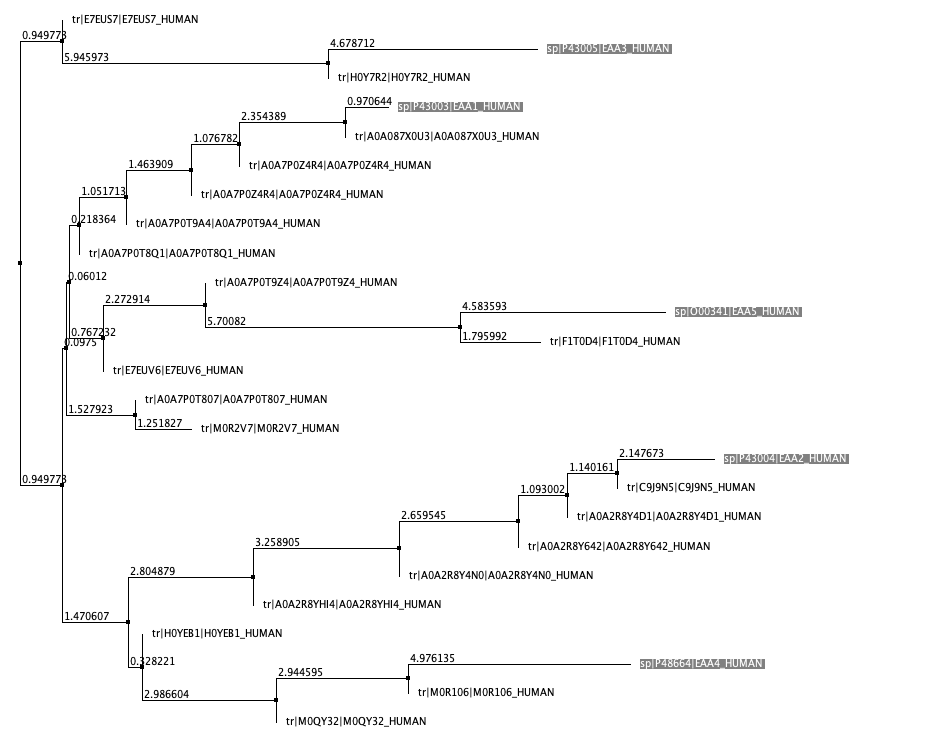 tr|E7EUS7|E7EUS7_HUMAN
0.949773
4.678712
sp|P43005|EAA3_HUMAN
5.945973
tr|H0Y7R2|H0Y7R2_HUMAN
0.970644
sp|P43003|EAA1_HUMAN
2.354389
tr|A0A087X0U3|A0A087X0U3_HUMAN
1.076782
tr|A0A7P0Z4R4|A0A7P0Z4R4_HUMAN
1.463909
tr|A0A7P0Z4R4|A0A7P0Z4R4_HUMAN
1.051713
0.218364
tr|A0A7P0T9A4|A0A7P0T9A4_HUMAN
tr|A0A7P0T8Q1|A0A7P0T8Q1_HUMAN
0.06012
tr|A0A7P0T9Z4|A0A7P0T9Z4_HUMAN
2.272914
4.583593
sp|O00341|EAA5_HUMAN
5.70082
0.767232
1.795992
tr|F1T0D4|F1T0D4_HUMAN
0.0975
tr|E7EUV6|E7EUV6_HUMAN
tr|A0A7P0T807|A0A7P0T807_HUMAN
1.527923
1.251827
tr|M0R2V7|M0R2V7_HUMAN
2.147673
sp|P43004|EAA2_HUMAN
1.140161
0.949773
tr|C9J9N5|C9J9N5_HUMAN
1.093002
2.659545
tr|A0A2R8Y4D1|A0A2R8Y4D1_HUMAN
3.258905
tr|A0A2R8Y642|A0A2R8Y642_HUMAN
2.804879
tr|A0A2R8Y4N0|A0A2R8Y4N0_HUMAN
tr|A0A2R8YHI4|A0A2R8YHI4_HUMAN
1.470607
tr|H0YEB1|H0YEB1_HUMAN
0.328221
4.976135
sp|P48664|EAA4_HUMAN
2.944595
2.986604
tr|M0R106|M0R106_HUMAN
tr|M0QY32|M0QY32_HUMAN